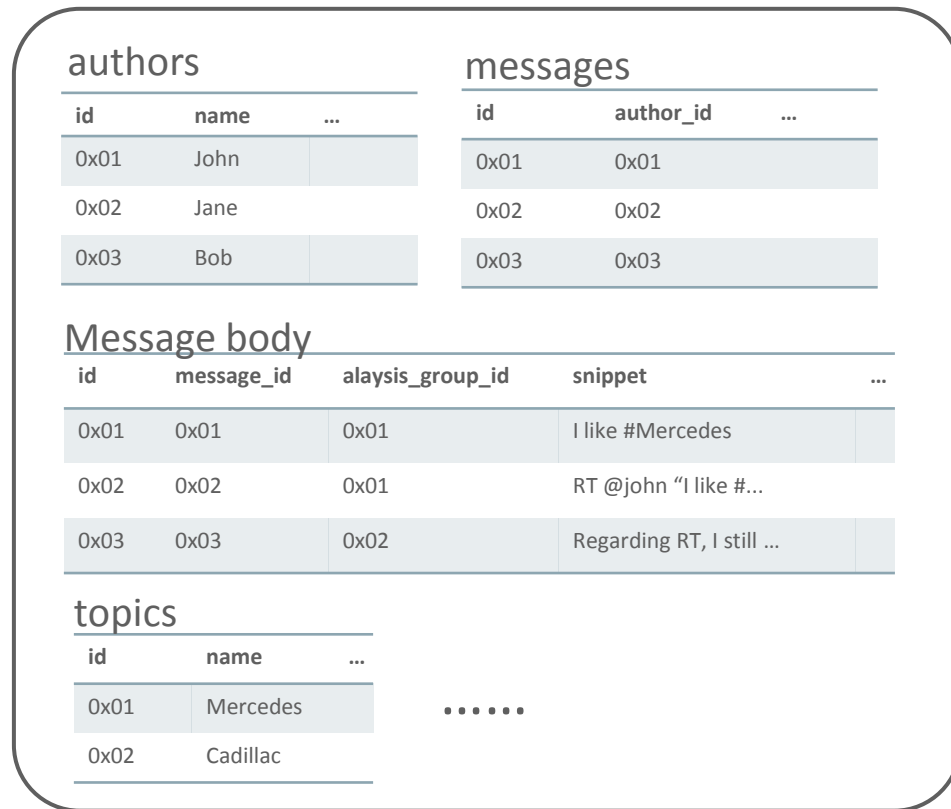 authors
id name ...
0x01 John
0x02 Jane
0x03 Bob
messages
id author_id ...
0x01 0x01
0x02 0x02
0x03 0x03
Message body
id message_id alaysis_group_id snippet ...
0x01 0x01 0x01 I like #Mercedes
0x02 0x02 0x01 RT @john “I like #...
0x03 0x03 0x02 Regarding RT, I still ...
topics
id name ...
0x01 Mercedes
0x02 Cadillac
......